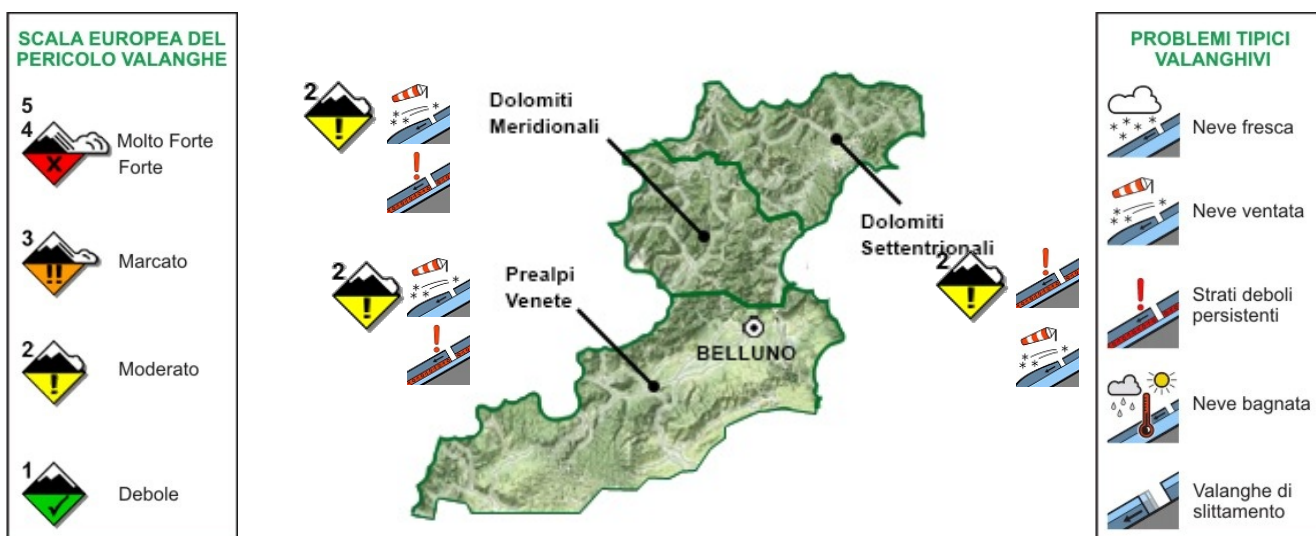 SCALA EUROPEA DEL
PERICOLO VALANGHE
5
4
Molto Forte
Forte
3
Marcato
2
Moderato
1
Debole
2
Dolomiti
Meridionali
2
Prealpi
Venete
BELLUNO
Dolomiti
Settentrionali
2
PROBLEMI TIPICI
VALANGHIVI
Neve fresca
Neve ventata
Strati deboli
persistenti
Neve bagnata
Valanghe di
slittamento